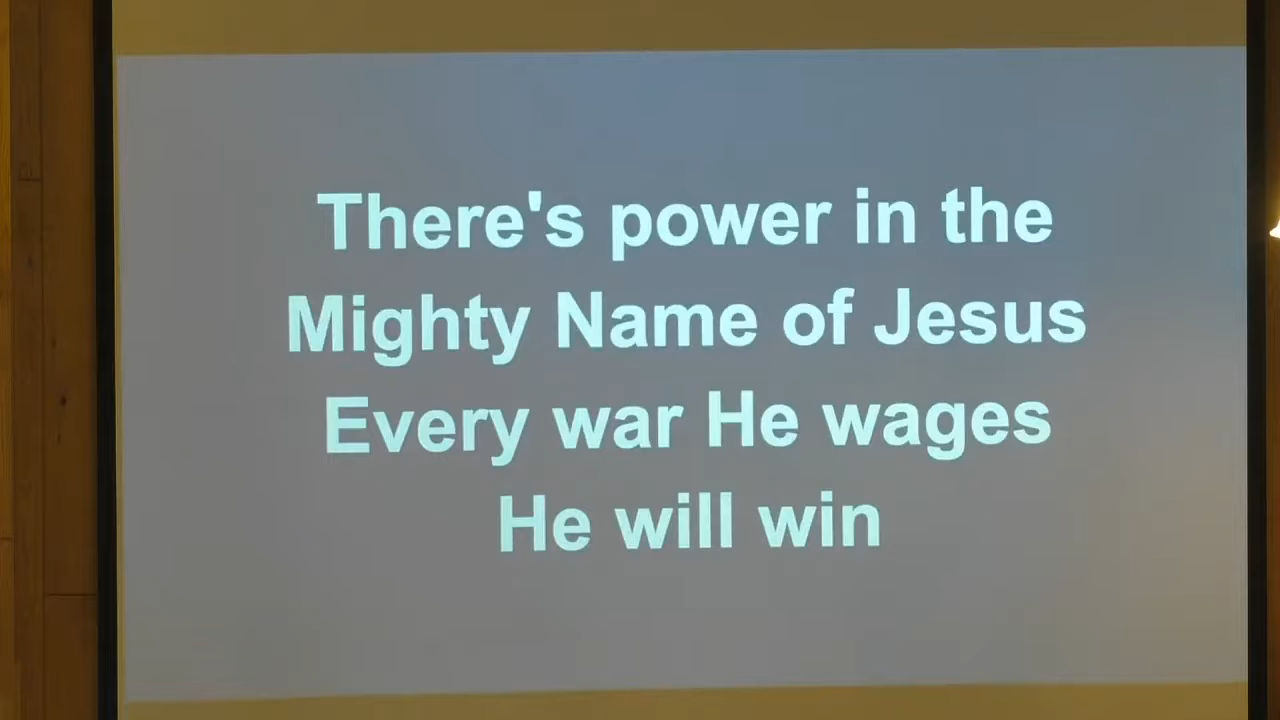 There's power in the
Mighty Name of Jesus
Every war He wages
He will win